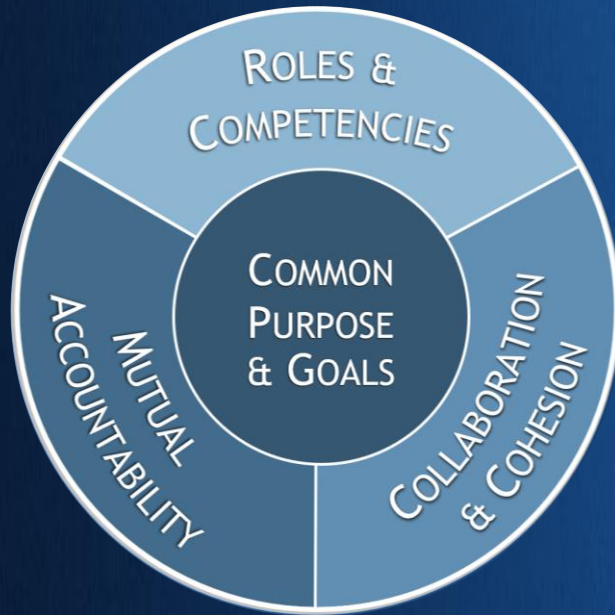 ROLES &
COMPETENCIES
COMMON
PURPOSE
& GOALS
MUTUAL
ACCOUNTABILITY
COLLABORATION
& COHESION